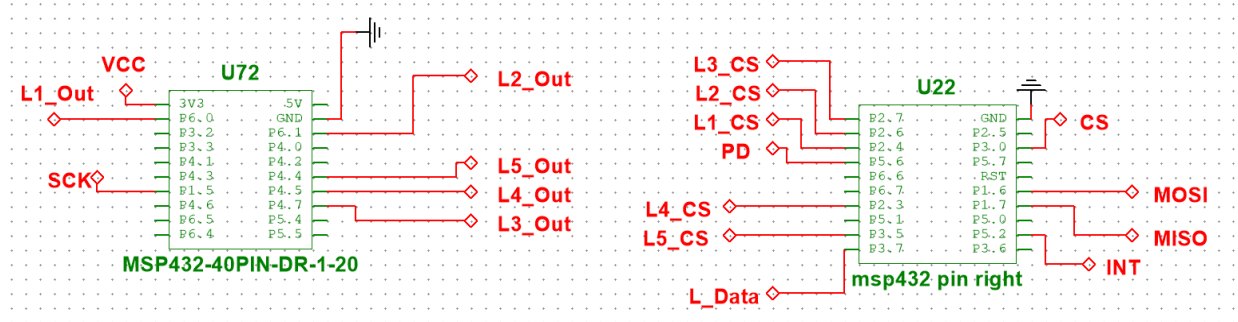 VCC
L1_Out
SCK
U72
3V3 5V
P6.0 GND
P3.2 P6.1
P3.3 P4.0
P4.1 P4.2
P4.3 P4.4
P1.5 P4.5
P4.6 P4.7
P6.5 P5.4
P6.4 P5.5
MSP432-40PIN-DR-1-20
L2_Out
L5_Out
L4_Out
L3_Out
L3_CS
L2_CS
L1_CS
PD
L4_CS
L5_CS
L_Data
U22
P2.7 GND
P2.6 P2.5
P2.4 P3.0
P5.6 P5.7
P6.6 RST
P6.7 P1.6
P2.3 P1.7
P5.1 P5.0
P3.5 P5.2
P3.7 P3.6
msp432 pin right
CS
MOSI
MISO
INT